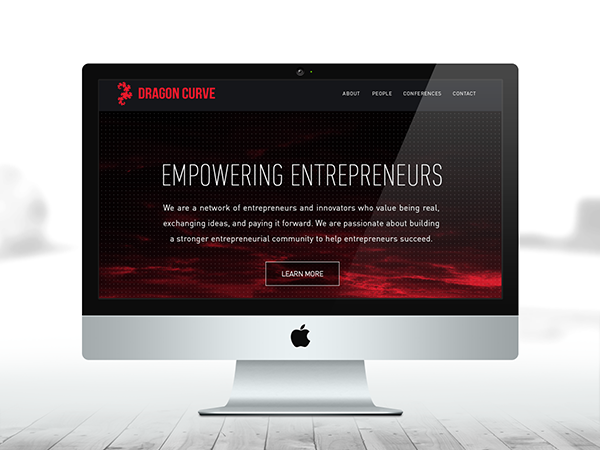 DRAGON CURVE
ABOUT PEOPLE CONFERENCES CONTACT
EMPOWERING ENTREPRENEURS
We are a network of entrepreneurs and innovators who value being real,
exchanging ideas, and paying it forward. We are passionate about building
a stronger entrepreneurial community to help entrepreneurs succeed.
LEARN MORE